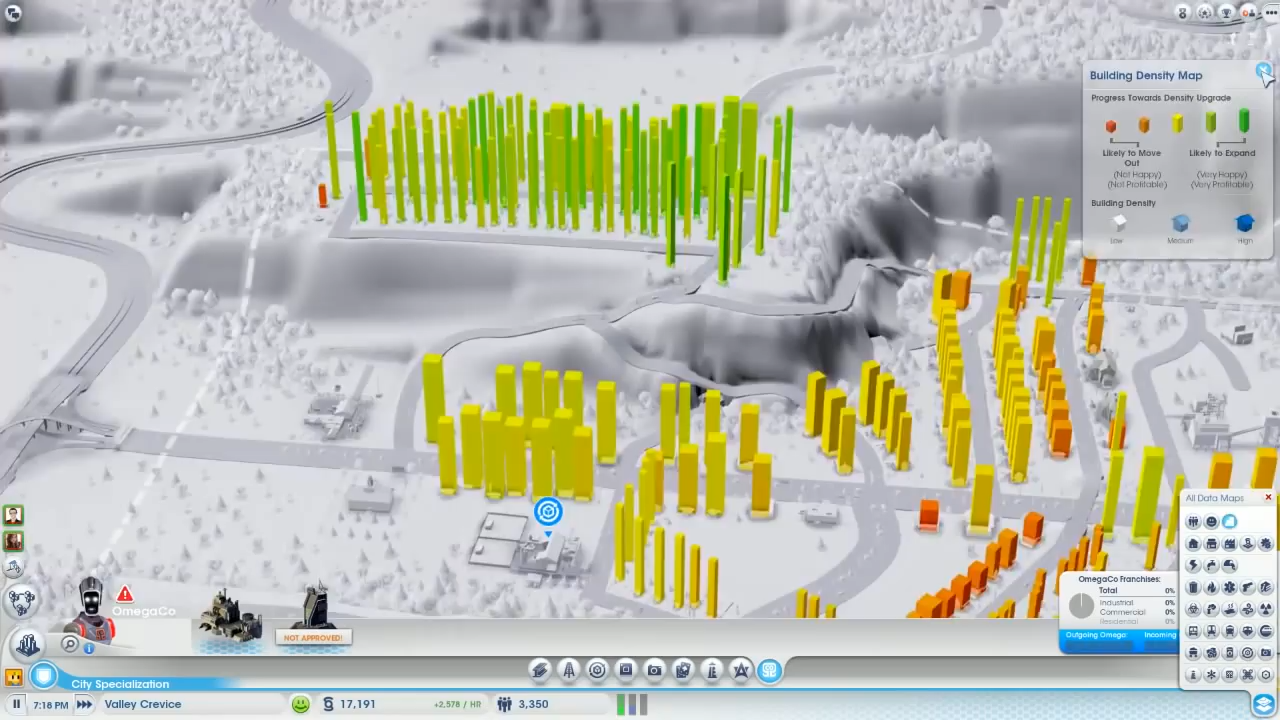 Building Density Map
Progress Towards Density Upgrade
Likely to Move Out
(Not Happy)
(Not Profitable)
Likely to Expand
(Very Happy)
(Very Profitable)
Building Density
Low
Medium
High
All Data Maps
OmegaCo Franchises:
Total 0%
Industrial 0%
Commercial 0%
Residential 0%
Outgoing Omega:
Incoming
OmegaCo
NOT APPROVED!
City Specialization
7:18 PM
Valley Crevice
17,191
+2,578 / HR
3,350